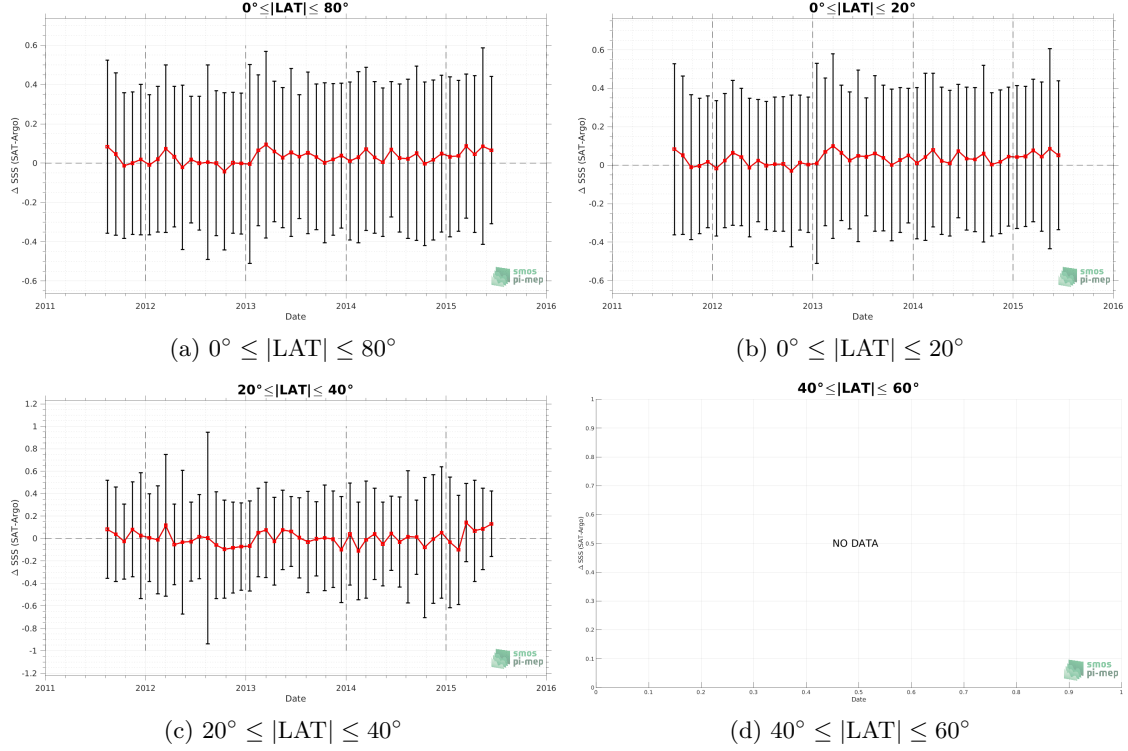 0°≤|LAT|≤ 80°
0.6
0.4
0.2
0
-0.2
-0.4
-0.6
Δ SSS (SAT-Argo)
2011 2012 2013 2014 2015 2016
Date
smos
pi-mep
(a) 0° ≤ |LAT| ≤ 80°
0°≤|LAT|≤ 20°
0.6
0.4
0.2
0
-0.2
-0.4
-0.6
Δ SSS (SAT-Argo)
2011 2012 2013 2014 2015 2016
Date
smos
pi-mep
(b) 0° ≤ |LAT| ≤ 20°
20°≤|LAT|≤ 40°
1.2
1
0.8
0.6
0.4
0.2
0
-0.2
-0.4
-0.6
-0.8
-1
-1.2
Δ SSS (SAT-Argo)
2011 2012 2013 2014 2015 2016
Date
smos
pi-mep
(c) 20° ≤ |LAT| ≤ 40°
40°≤|LAT|≤ 60°
1
0.9
0.8
0.7
0.6
0.5
0.4
0.3
0.2
0.1
0
Δ SSS (SAT-Argo)
NO DATA
0 0.1 0.2 0.3 0.4 0.5 0.6 0.7 0.8 0.9 1
Date
smos
pi-mep
(d) 40° ≤ |LAT| ≤ 60°